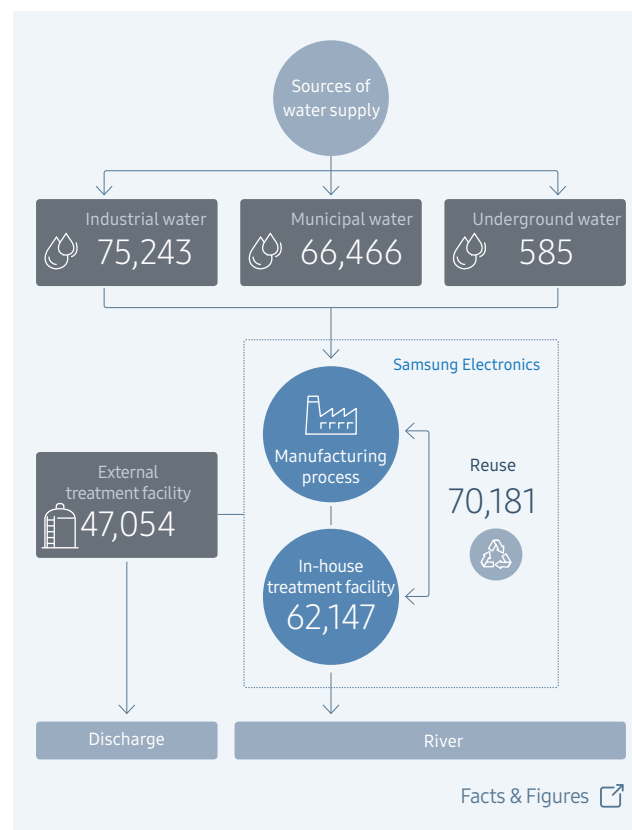 Sources of
water supply
Industrial water
75,243
Municipal water
66,466
Underground water
585
Samsung Electronics
Manufacturing
process
Reuse
70,181
External
treatment facility
47,054
In-house
treatment facility
62,147
Discharge
River
Facts & Figures